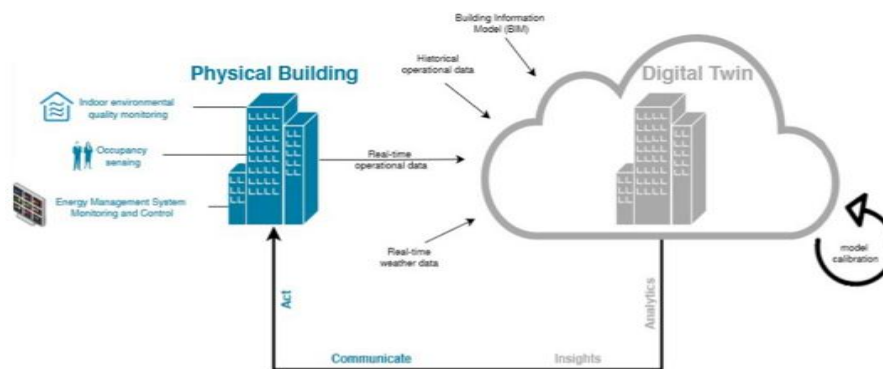 Building Information
Model (BIM)
Historical
operational data
Physical Building
Digital Twin
Indoor environmental
quality monitoring
Occupancy
sensing
Real-time
operational data
Energy Management System
Monitoring and Control
Real-time
weather data
model
calibration
Act
Analytics
Communicate
Insights